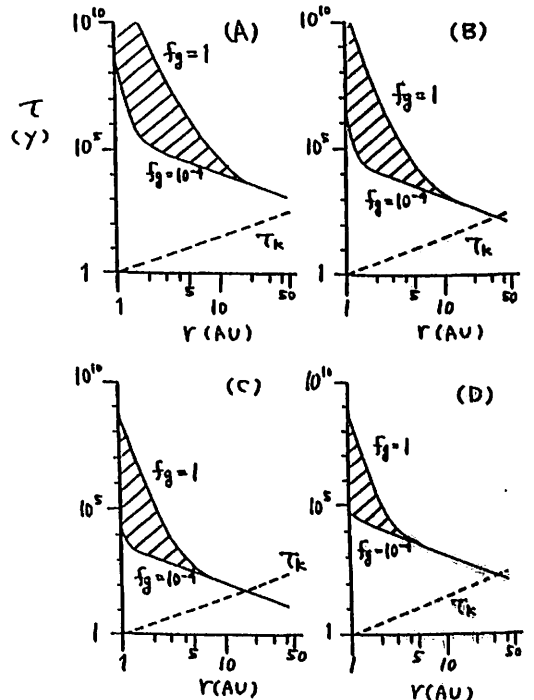 10¹⁰ (A)
f_g=1
τ
(Y)
10⁵
f_g=10⁻⁴
τ_k
1
1 5 10 50
r (AU)
10¹⁰ (B)
f_g=1
10⁵
f_g=10⁻⁴
τ_k
1
1 5 10 50
r (AU)
10¹⁰ (C)
f_g=1
10⁵
f_g=10⁻⁴
τ_k
1
1 5 10 50
r (AU)
10¹⁰ (D)
f_g=1
10⁵
f_g=10⁻⁴
τ_k
1
1 5 10 50
r (AU)